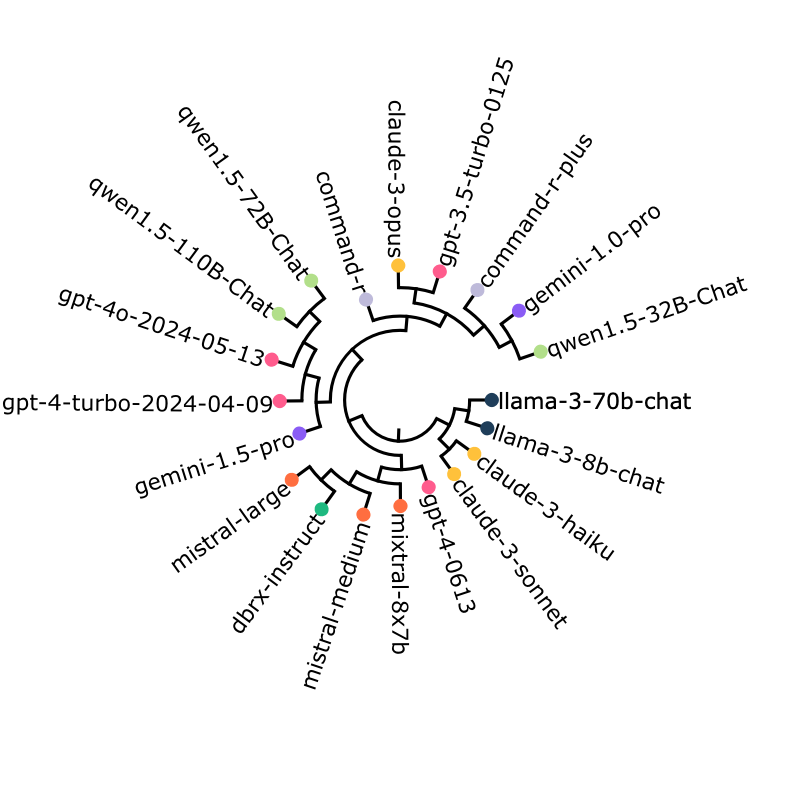 claude-3-opus
gpt-3.5-turbo-0125
command-r-plus
gemini-1.0-pro
qwen1.5-32B-Chat
llama-3-70b-chat
llama-3-8b-chat
claude-3-haiku
claude-3-sonnet
gpt-4-0613
mixtral-8x7b
mistral-medium
dbrx-instruct
mistral-large
gemini-1.5-pro
gpt-4-turbo-2024-04-09
gpt-4o-2024-05-13
qwen1.5-110B-Chat
qwen1.5-72B-Chat
command-r